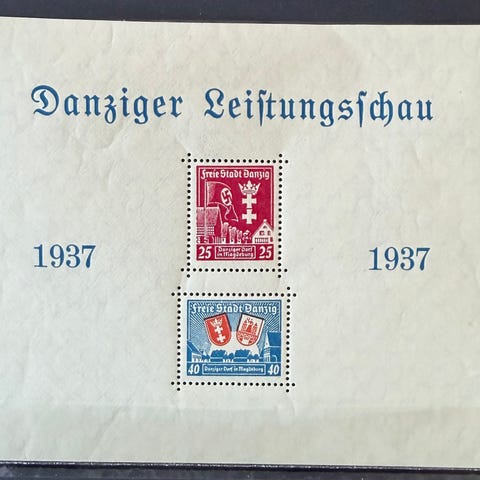 Danziger Leiſtungsſchau
Freie Stadt Danzig
25 Danziger Dorf in Magdeburg 25
1937 1937
Freie Stadt Danzig
40 Danziger Dorf in Magdeburg 40